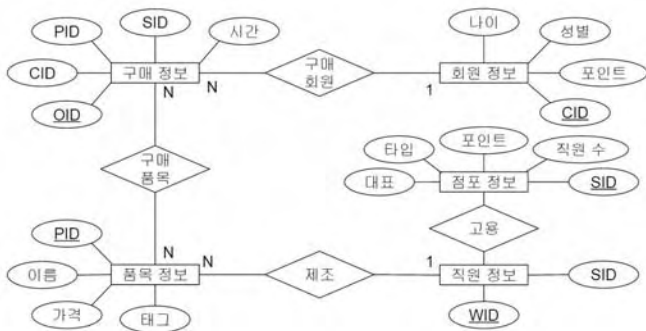 PID
SID
시간
나이
성별
CID
구매 정보
N
N
구매
회원
1
회원 정보
포인트
OID
CID
타입
포인트
직원 수
구매
품목
대표
점포 정보
SID
PID
고용
이름
N
품목 정보
N
제조
1
직원 정보
SID
가격
태그
WID